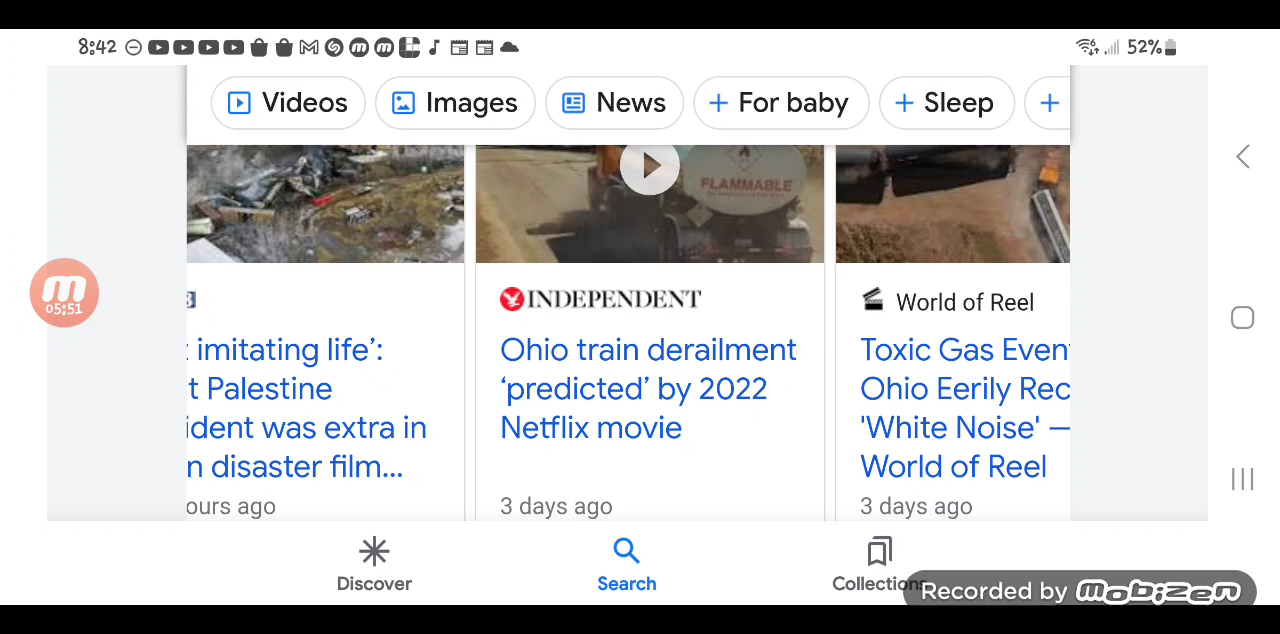 8:42
52%
Videos
Images
News
+ For baby
+ Sleep
+
FLAMMABLE
05:51
INDEPENDENT
World of Reel
imitating life’:
t Palestine
ident was extra in
n disaster film...
ours ago
Ohio train derailment
‘predicted’ by 2022
Netflix movie
3 days ago
Toxic Gas Even
Ohio Eerily Rec
'White Noise' —
World of Reel
3 days ago
Discover
Search
Collections
Recorded by mobizen